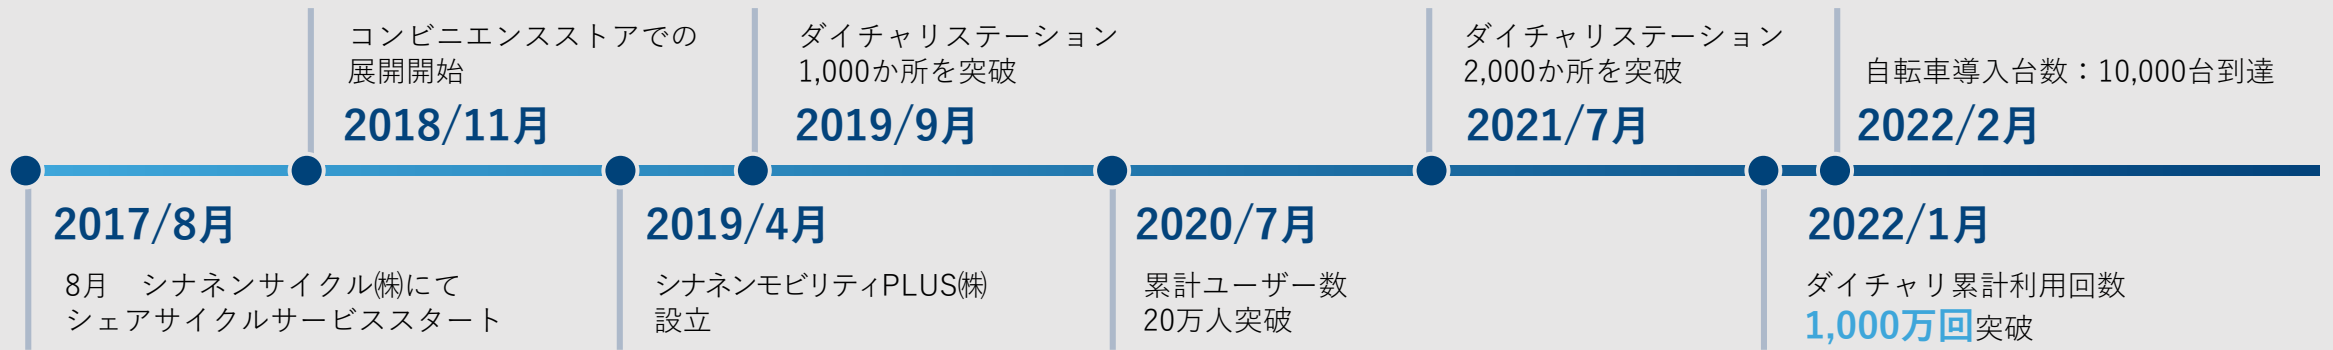 コンビニエンスストアでの
展開開始
2018/11月
ダイチャリステーション
1,000か所を突破
2019/9月
ダイチャリステーション
2,000か所を突破
2021/7月
自転車導入台数：10,000台到達
2022/2月
2017/8月
8月　シナネンサイクル㈱にて
シェアサイクルサービススタート
2019/4月
シナネンモビリティPLUS㈱
設立
2020/7月
累計ユーザー数
20万人突破
2022/1月
ダイチャリ累計利用回数
1,000万回突破